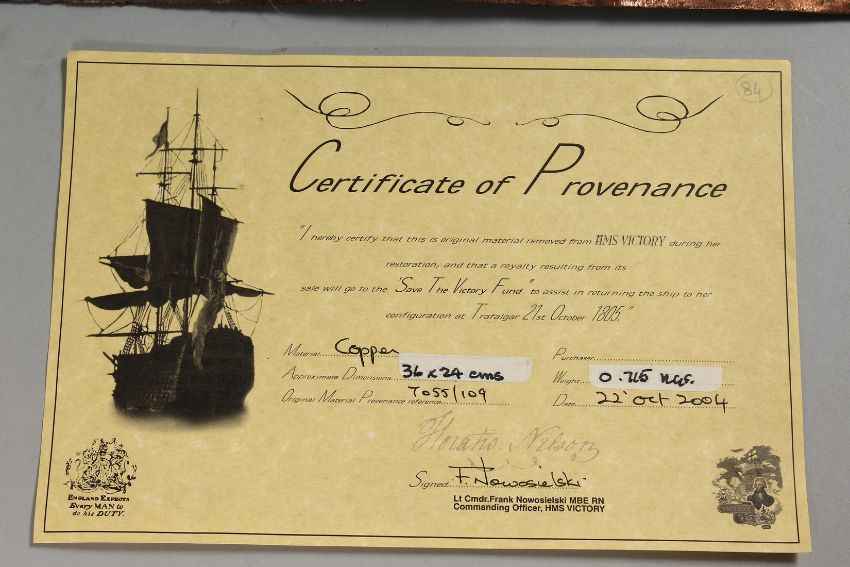 84
Certificate of Provenance
"I hereby certify that this is original material removed from HMS VICTORY during her
restoration, and that a royalty resulting from its
sale will go to the "Save The Victory Fund" to assist in returning the ship to her
configuration at Trafalgar 21st October 1805."
Material Copper
Purchaser
Approximate Dimensions 36 x 24 cms
Weight 0.715 KGS.
Original Material Provenance reference 7055/109
Date 22 Oct 2004
Horatio Nelson
Signed F. Nowosielski
Lt Cmdr.Frank Nowosielski MBE RN
Commanding Officer, HMS VICTORY
ENGLAND EXPECTS
Every MAN to
do his DUTY.